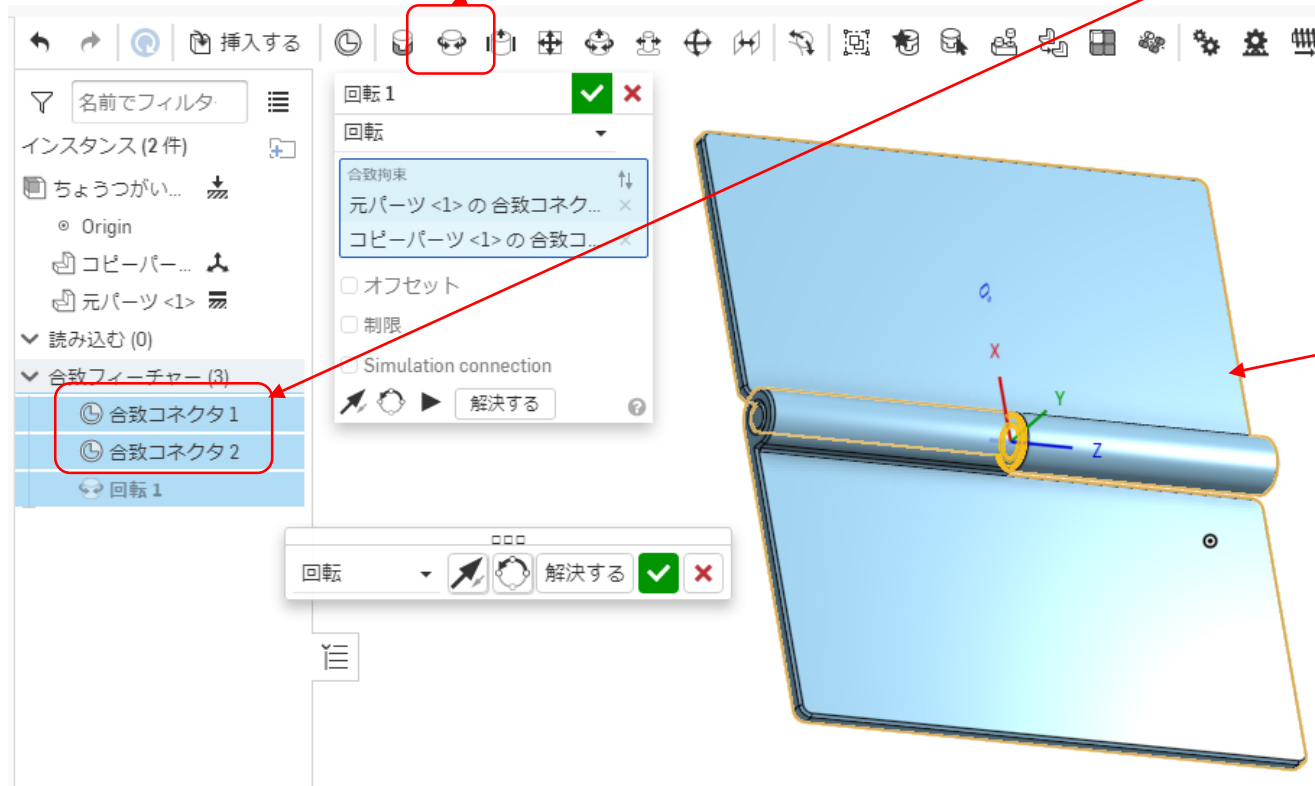 挿入する
名前でフィルタ
インスタンス (2 件)
ちょうつがい...
Origin
コピーパー...
元パーツ <1>
読み込む (0)
合致フィーチャー (3)
合致コネクタ 1
合致コネクタ 2
回転 1
回転 1
回転
合致拘束
元パーツ <1> の 合致コネク...
コピーパーツ <1> の 合致コ...
オフセット
制限
Simulation connection
解決する
回転
解決する
X
Y
Z